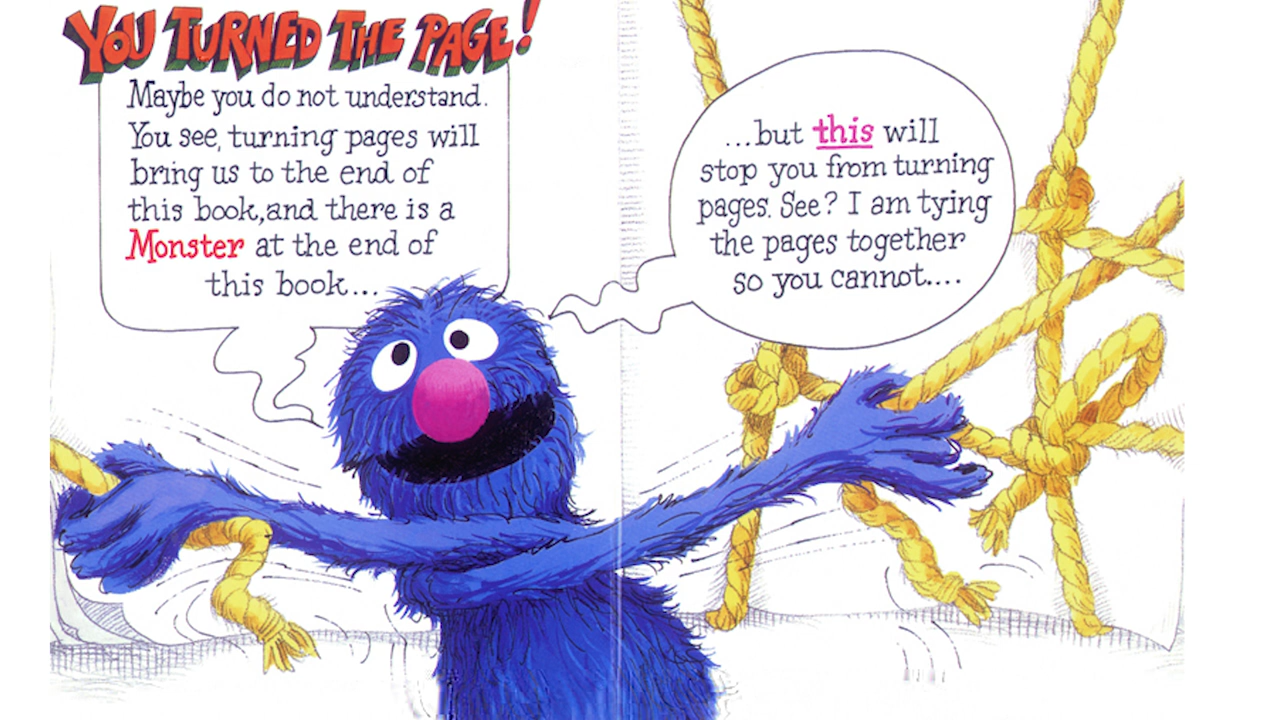 YOU TURNED THE PAGE!
Maybe you do not understand.
You see, turning pages will
bring us to the end of
this book, and there is a
Monster at the end of
this book...
...but this will
stop you from turning
pages. See? I am tying
the pages together
so you cannot....